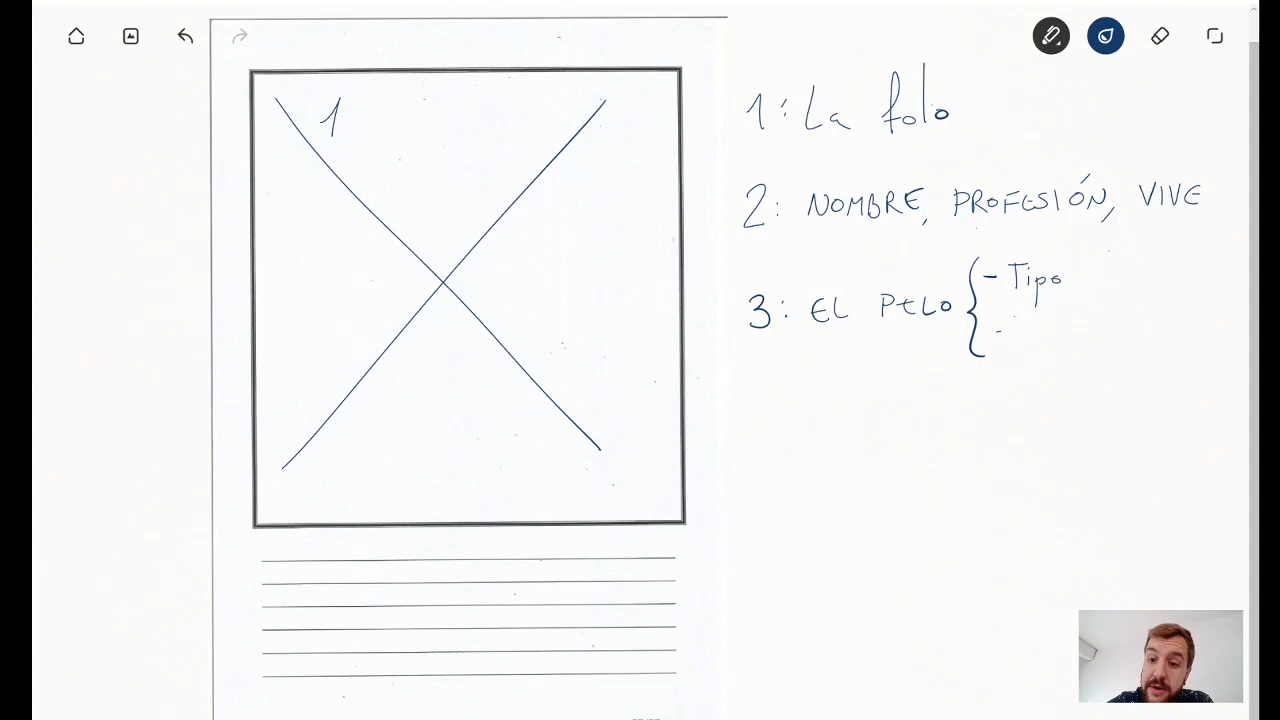 1
1: La foto
2: NOMBRE, PROFESIÓN, VIVE
3: EL PELO { - Tipo
-